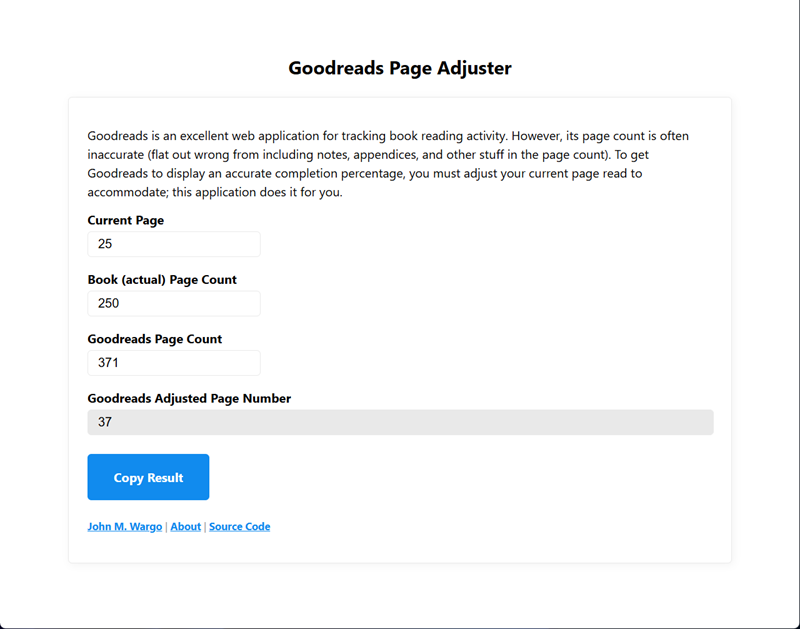 Goodreads Page Adjuster
Goodreads is an excellent web application for tracking book reading activity. However, its page count is often
inaccurate (flat out wrong from including notes, appendices, and other stuff in the page count). To get
Goodreads to display an accurate completion percentage, you must adjust your current page read to
accommodate; this application does it for you.
Current Page
25
Book (actual) Page Count
250
Goodreads Page Count
371
Goodreads Adjusted Page Number
37
Copy Result
John M. Wargo | About | Source Code